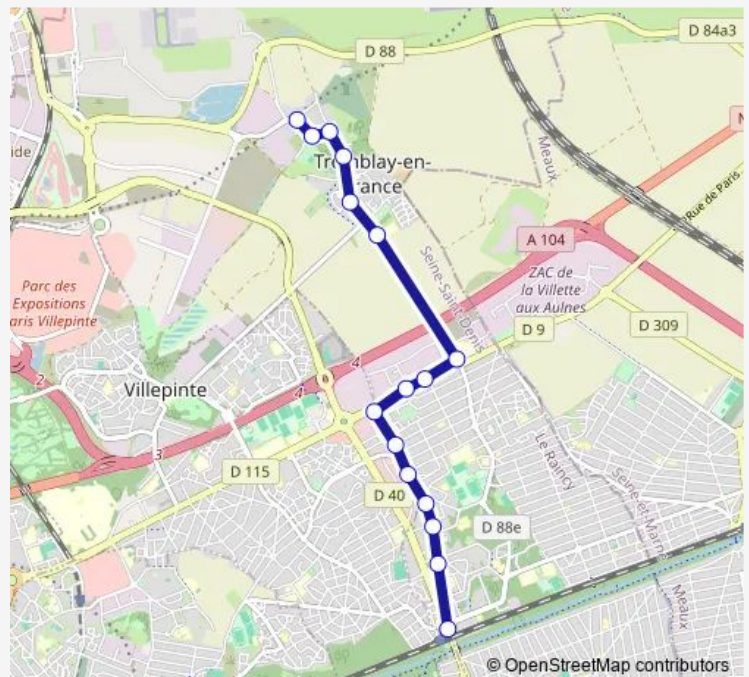 D 88
D 84a3
Meaux
Rue de Paris
ide
Tremblay-en-
France
Seine-Saint-Denis
A 104
ZAC de
la Villette
aux Aulnes
Parc des
Expositions
aris Villepinte
D 9
D 309
2
4
4
Villepinte
3
D 115
Le Raincy
Seine-et-Marne
D 40
D 88e
Meaux
© OpenStreetMap contributors